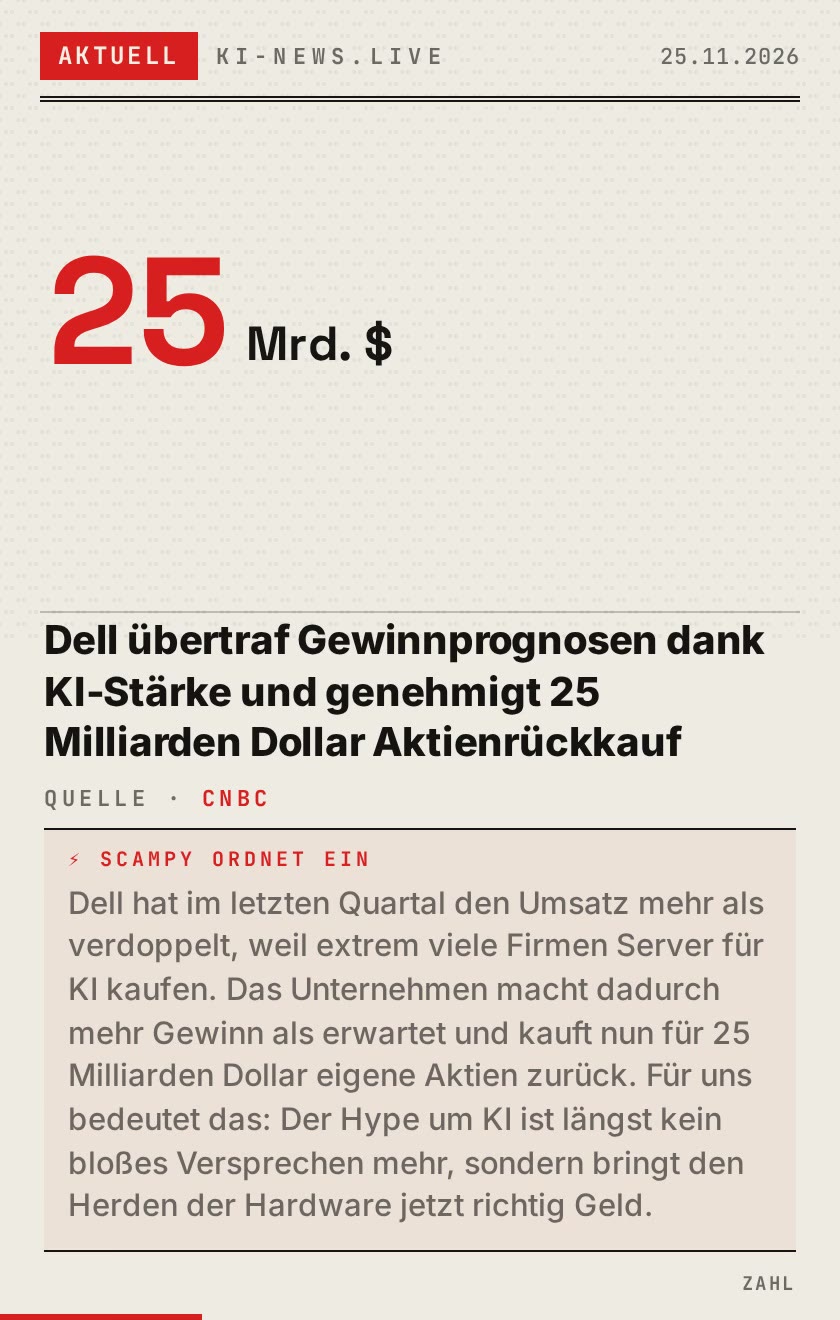 AKTUELL KI-NEWS.LIVE 25.11.2026
25 Mrd. $
Dell übertraf Gewinnprognosen dank
KI-Stärke und genehmigt 25
Milliarden Dollar Aktienrückkauf
QUELLE · CNBC
⚡ SCAMPY ORDNET EIN
Dell hat im letzten Quartal den Umsatz mehr als
verdoppelt, weil extrem viele Firmen Server für
KI kaufen. Das Unternehmen macht dadurch
mehr Gewinn als erwartet und kauft nun für 25
Milliarden Dollar eigene Aktien zurück. Für uns
bedeutet das: Der Hype um KI ist längst kein
bloßes Versprechen mehr, sondern bringt den
Herden der Hardware jetzt richtig Geld.
ZAHL